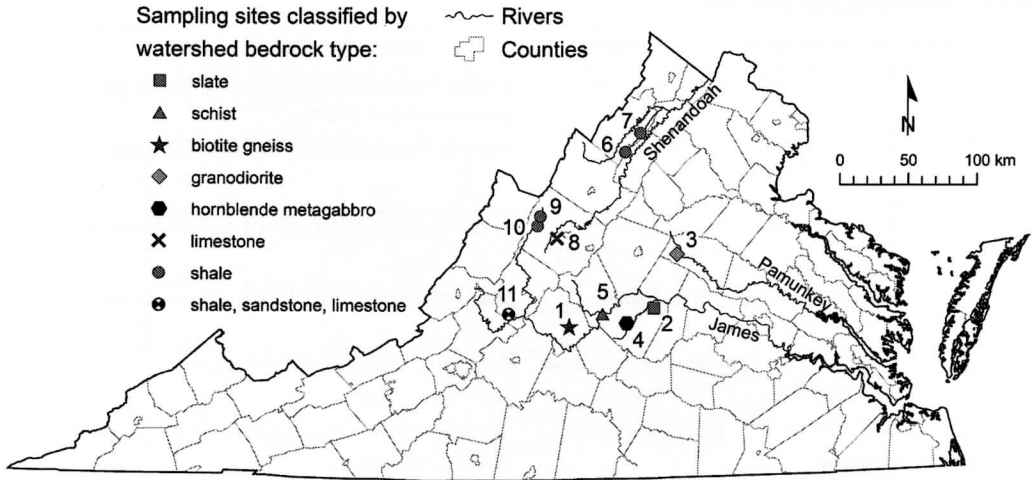 Sampling sites classified by
watershed bedrock type:
slate
schist
biotite gneiss
granodiorite
hornblende metagabbro
limestone
shale
shale, sandstone, limestone
Rivers
Counties
N
0 50 100 km
7
6
Shenandoah
9
10
8
3
Pamunkey
11
1
5
4
2
James